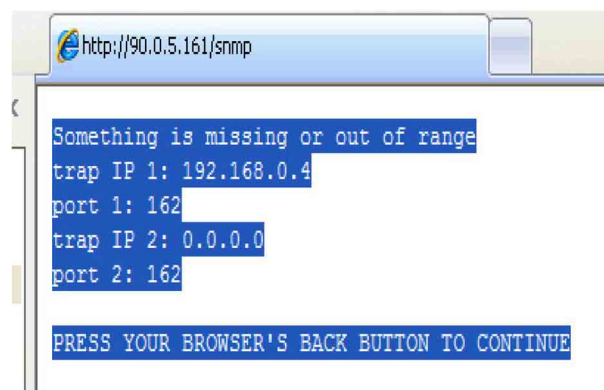 http://90.0.5.161/snmp
Something is missing or out of range
trap IP 1: 192.168.0.4
port 1: 162
trap IP 2: 0.0.0.0
port 2: 162
PRESS YOUR BROWSER'S BACK BUTTON TO CONTINUE